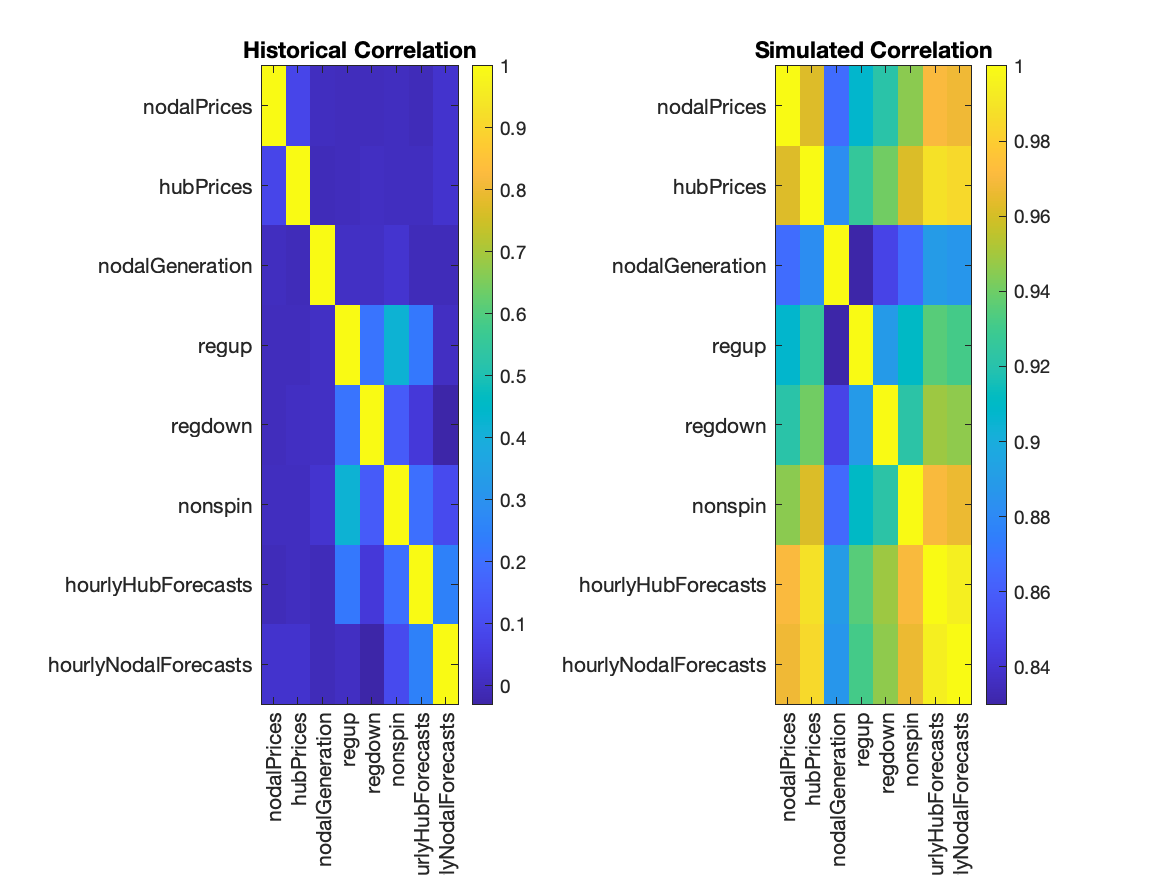 Historical Correlation
nodalPrices
hubPrices
nodalGeneration
regup
regdown
nonspin
hourlyHubForecasts
hourlyNodalForecasts
1
0.9
0.8
0.7
0.6
0.5
0.4
0.3
0.2
0.1
0
nodalPrices
hubPrices
nodalGeneration
regup
regdown
nonspin
urlyHubForecasts
lyNodalForecasts
Simulated Correlation
nodalPrices
hubPrices
nodalGeneration
regup
regdown
nonspin
hourlyHubForecasts
hourlyNodalForecasts
1
0.98
0.96
0.94
0.92
0.9
0.88
0.86
0.84
nodalPrices
hubPrices
nodalGeneration
regup
regdown
nonspin
urlyHubForecasts
lyNodalForecasts